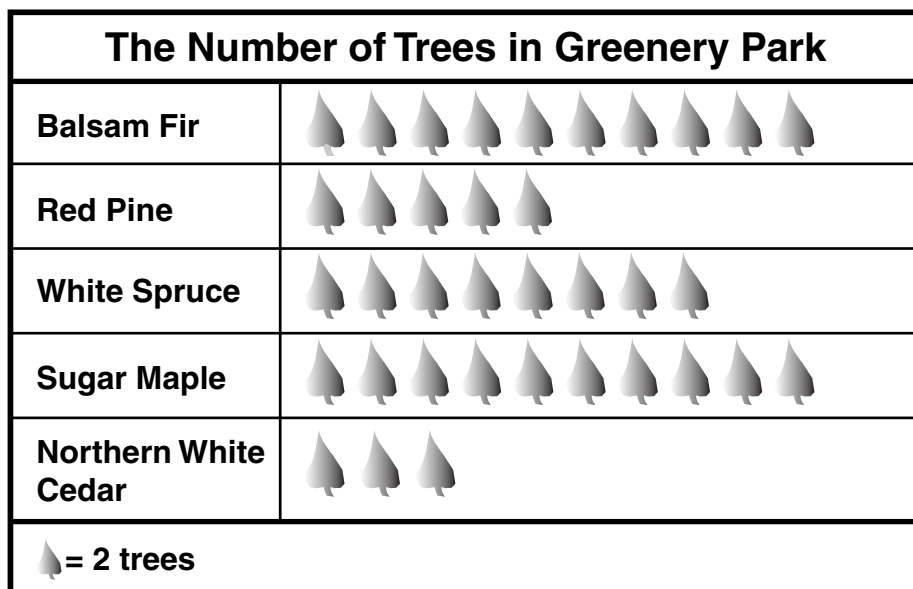 The Number of Trees in Greenery Park
Balsam Fir
Red Pine
White Spruce
Sugar Maple
Northern White
Cedar
= 2 trees